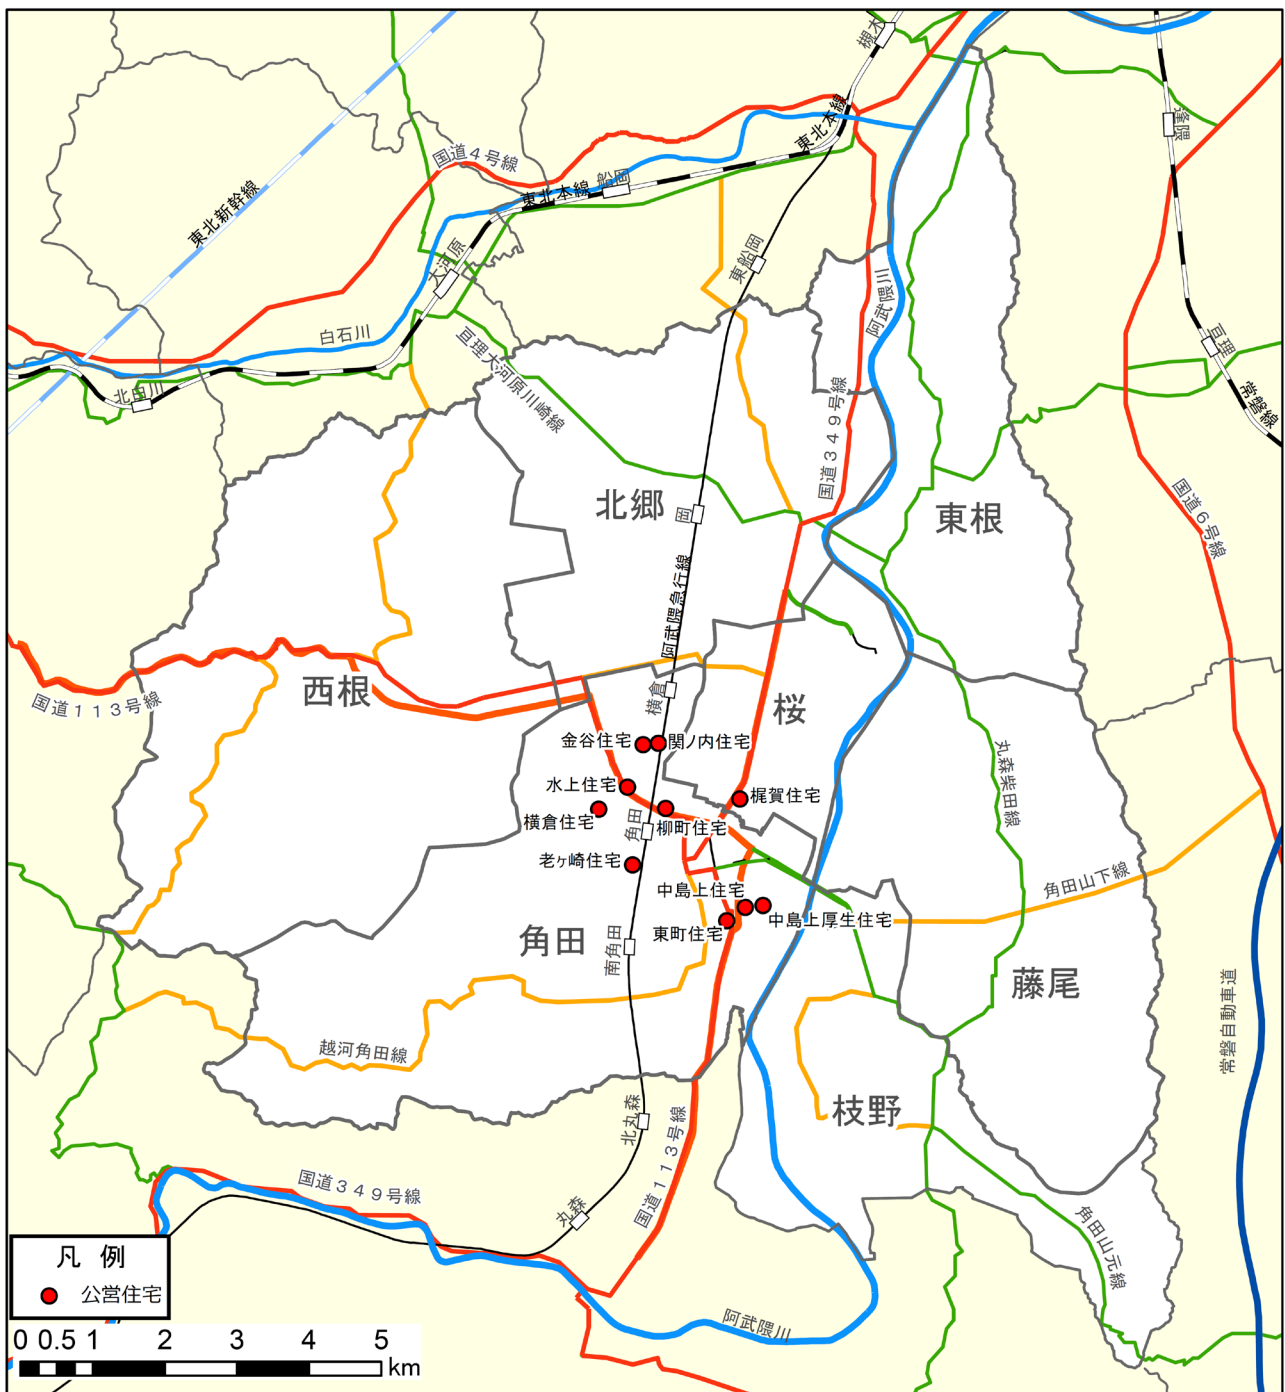 槻木
逢隈
東北本線
国道４号線
船岡
東北本線
東北新幹線
東船岡
大河原
阿武隈川
白石川
亘理
亘理大河原川崎線
北白川
国道３４９号線
常磐線
北郷
岡
東根
国道６号線
阿武隈急行線
西根
横倉
桜
国道１１３号線
金谷住宅
関ノ内住宅
丸森柴田線
水上住宅
梶賀住宅
横倉住宅
角田
柳町住宅
老ヶ崎住宅
中島上住宅
角田山下線
中島上厚生住宅
東町住宅
角田
南角田
藤尾
常磐自動車道
越河角田線
枝野
北丸森
国道１１３号線
国道３４９号線
丸森
角田山元線
凡 例
公営住宅
阿武隈川
0 0.5 1 2 3 4 5
km